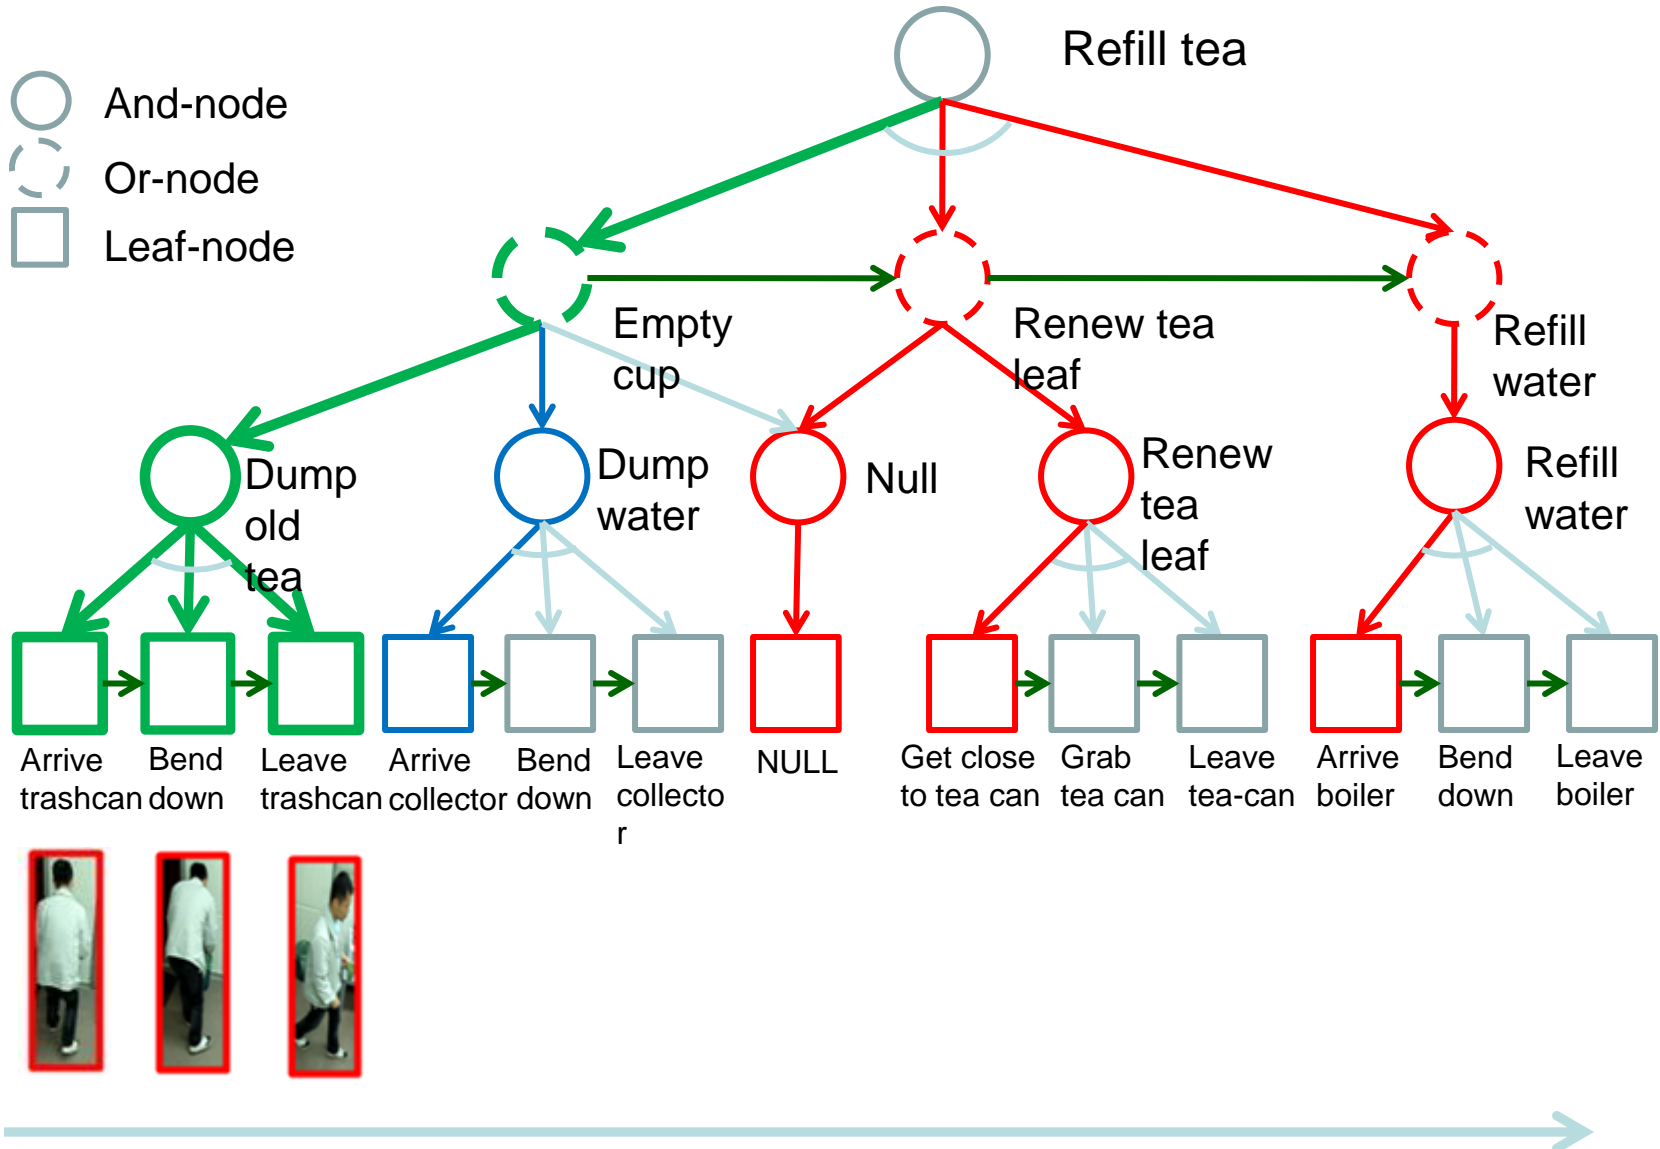 Refill tea
And-node
Or-node
Leaf-node
Empty
cup
Renew tea
leaf
Refill
water
Dump
old
tea
Dump
water
Null
Renew
tea
leaf
Refill
water
Arrive
trashcan
Bend
down
Leave
trashcan
Arrive
collector
Bend
down
Leave
collecto
r
NULL
Get close
to tea can
Grab
tea can
Leave
tea-can
Arrive
boiler
Bend
down
Leave
boiler